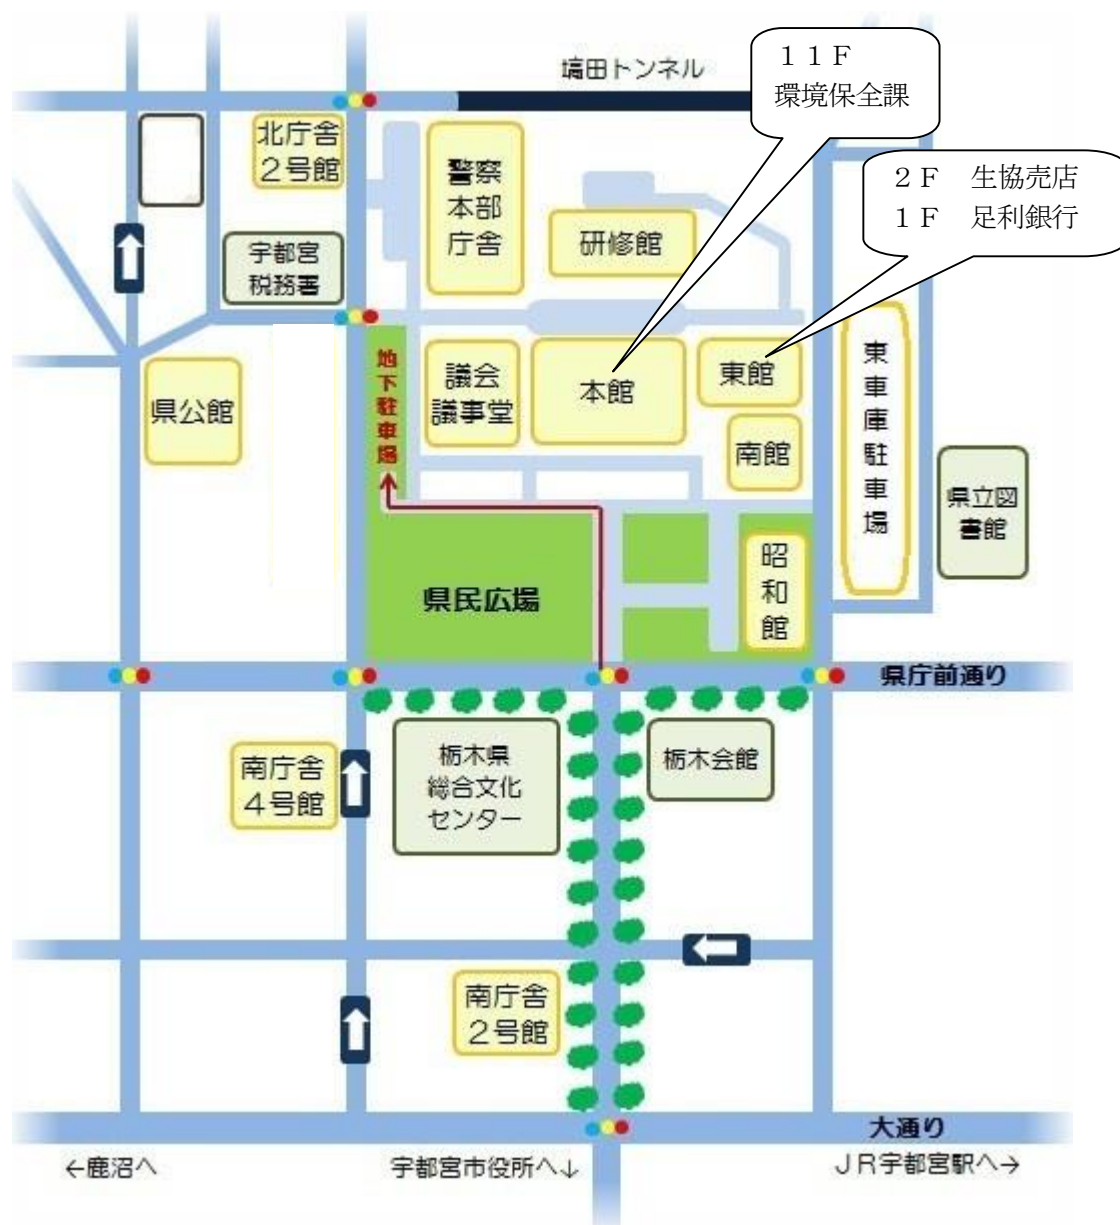 塙田トンネル
１１Ｆ
環境保全課
北庁舎
２号館
警察
本部
庁舎
２Ｆ　生協売店
１Ｆ　足利銀行
研修館
宇都宮
税務署
県公館
地下駐車場
議会
議事堂
本館
東館
南館
東車庫駐車場
県立図
書館
昭和館
県民広場
県庁前通り
南庁舎
４号館
栃木県
総合文化
センター
栃木会館
南庁舎
２号館
大通り
←鹿沼へ
宇都宮市役所へ↓
ＪＲ宇都宮駅へ→